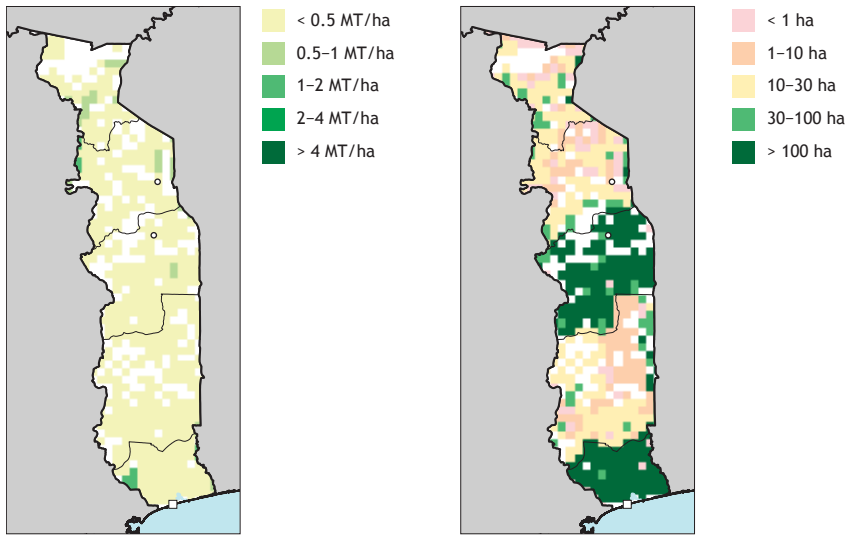 < 0.5 MT/ha
0.5–1 MT/ha
1–2 MT/ha
2–4 MT/ha
> 4 MT/ha
< 1 ha
1–10 ha
10–30 ha
30–100 ha
> 100 ha